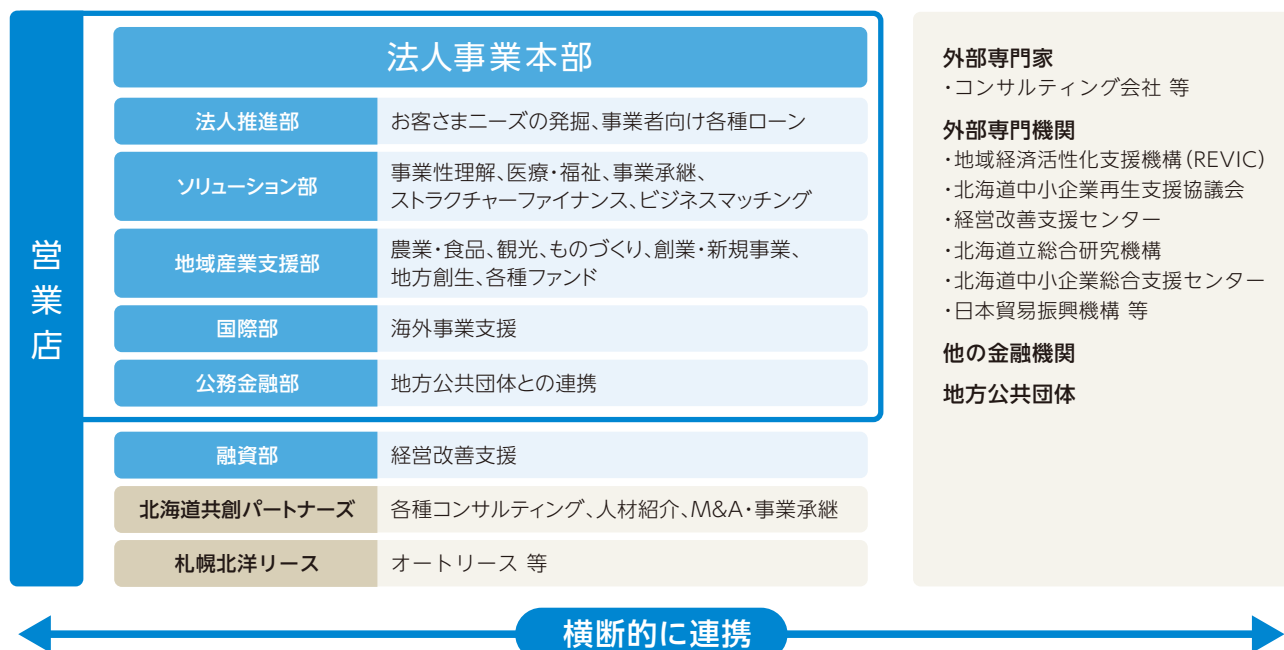 営業店
法人事業本部
法人推進部
お客さまニーズの発掘、事業者向け各種ローン
ソリューション部
事業性理解、医療・福祉、事業承継、
ストラクチャーファイナンス、ビジネスマッチング
地域産業支援部
農業・食品、観光、ものづくり、創業・新規事業、
地方創生、各種ファンド
国際部
海外事業支援
公務金融部
地方公共団体との連携
融資部
経営改善支援
北海道共創パートナーズ
各種コンサルティング、人材紹介、M&A・事業承継
札幌北洋リース
オートリース 等
外部専門家
・コンサルティング会社 等
外部専門機関
・地域経済活性化支援機構(REVIC)
・北海道中小企業再生支援協議会
・経営改善支援センター
・北海道立総合研究機構
・北海道中小企業総合支援センター
・日本貿易振興機構 等
他の金融機関
地方公共団体
横断的に連携